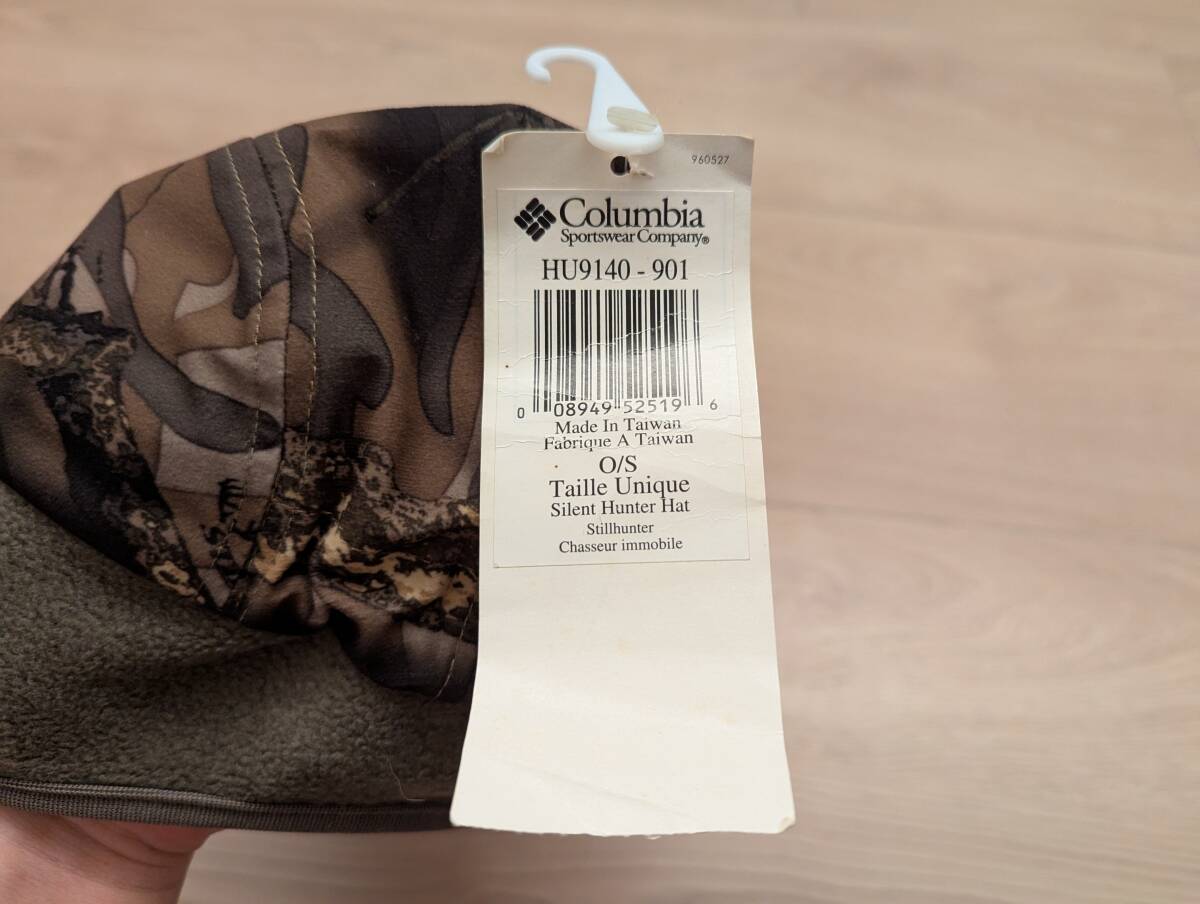 960527
Columbia
Sportswear Company®
HU9140 - 901
0 08949 52519 6
Made In Taiwan
Fabrique A Taiwan
O/S
Taille Unique
Silent Hunter Hat
Stillhunter
Chasseur immobile